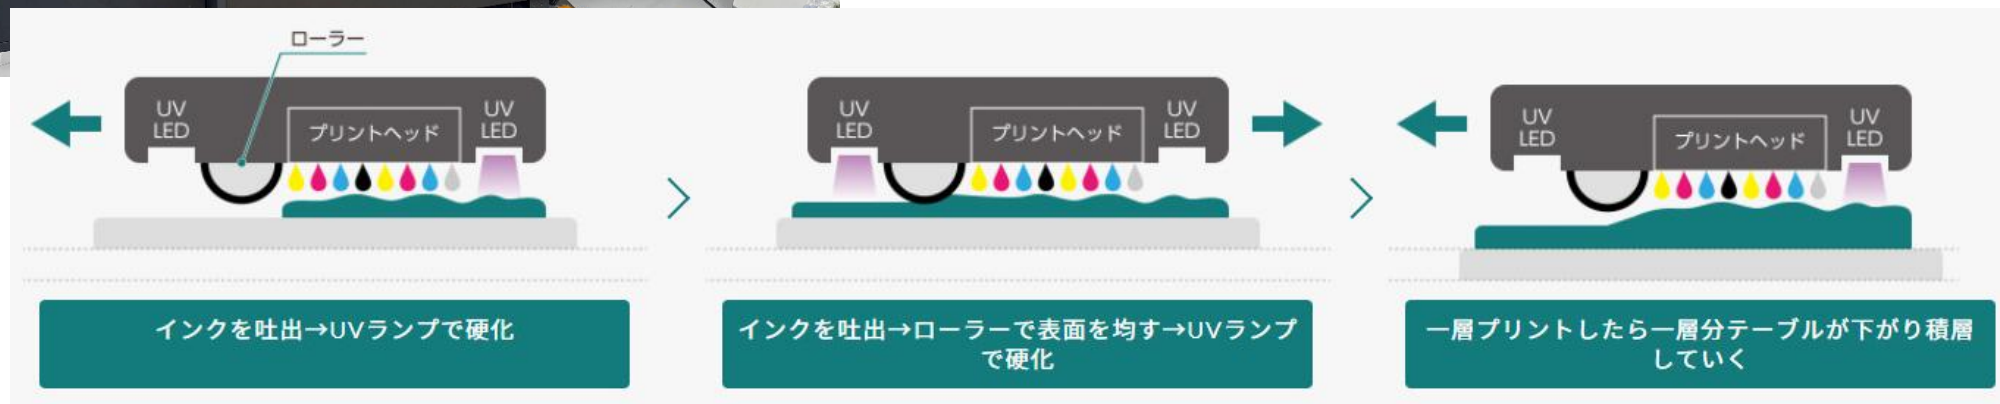 ローラー
UV
LED
プリントヘッド
UV
LED
インクを吐出→UVランプで硬化
UV
LED
プリントヘッド
UV
LED
インクを吐出→ローラーで表面を均す→UVランプ
で硬化
UV
LED
プリントヘッド
UV
LED
一層プリントしたら一層分テーブルが下がり積層
していく